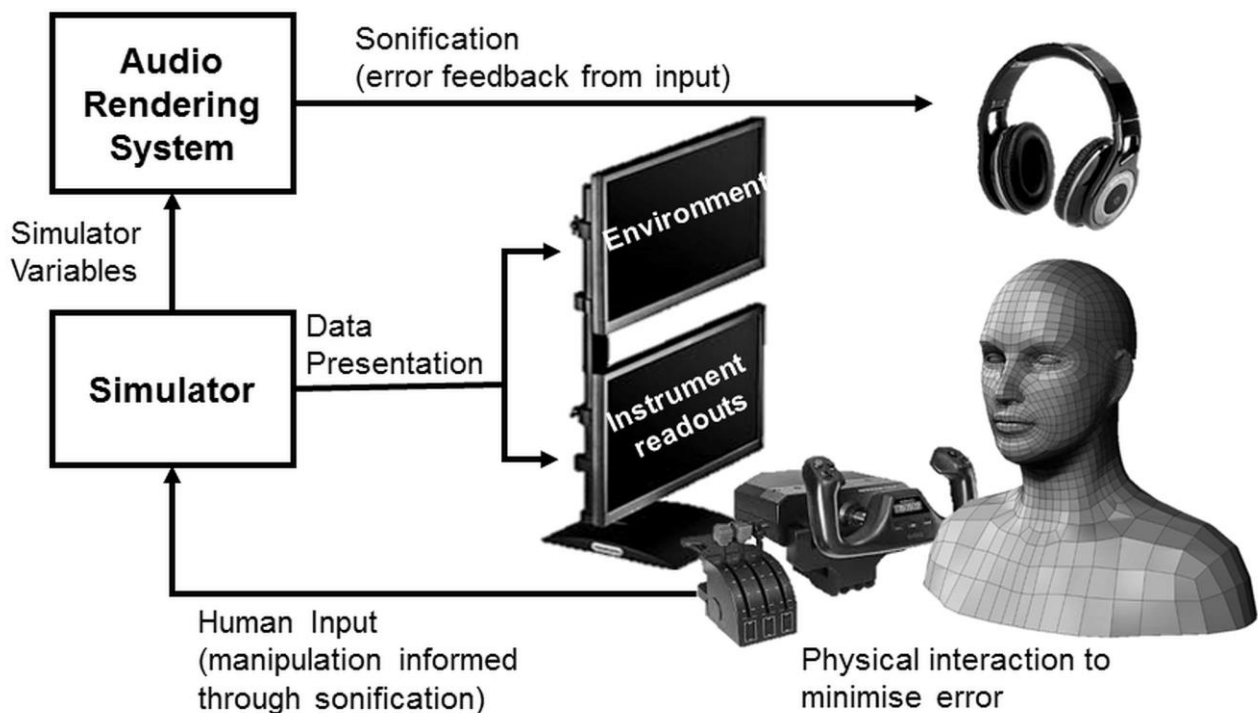 Audio
Rendering
System
Sonification
(error feedback from input)
Simulator
Variables
Environment
Simulator
Data
Presentation
Instrument
readouts
Human Input
(manipulation informed
through sonification)
Physical interaction to
minimise error